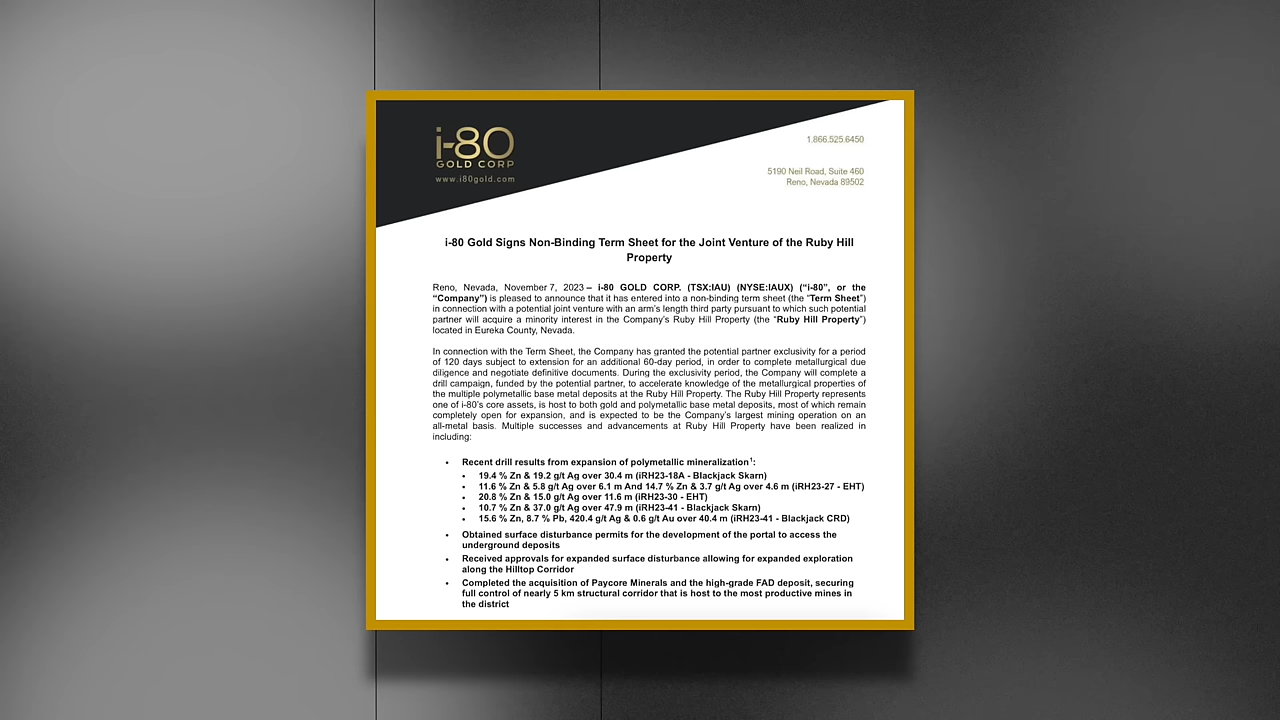 i-80
GOLD CORP
www.i80gold.com
1.866.525.6450
5190 Neil Road, Suite 460
Reno, Nevada 89502
i-80 Gold Signs Non-Binding Term Sheet for the Joint Venture of the Ruby Hill
Property
Reno, Nevada, November 7, 2023 – i-80 GOLD CORP. (TSX:IAU) (NYSE:IAUX) (“i-80”, or the
“Company”) is pleased to announce that it has entered into a non-binding term sheet (the “Term Sheet”)
in connection with a potential joint venture with an arm’s length third party pursuant to which such potential
partner will acquire a minority interest in the Company’s Ruby Hill Property (the “Ruby Hill Property”)
located in Eureka County, Nevada.
In connection with the Term Sheet, the Company has granted the potential partner exclusivity for a period
of 120 days subject to extension for an additional 60-day period, in order to complete metallurgical due
diligence and negotiate definitive documents. During the exclusivity period, the Company will complete a
drill campaign, funded by the potential partner, to accelerate knowledge of the metallurgical properties of
the multiple polymetallic base metal deposits at the Ruby Hill Property. The Ruby Hill Property represents
one of i-80’s core assets, is host to both gold and polymetallic base metal deposits, most of which remain
completely open for expansion, and is expected to be the Company’s largest mining operation on an
all-metal basis. Multiple successes and advancements at Ruby Hill Property have been realized in
including:
• Recent drill results from expansion of polymetallic mineralization¹:
• 19.4 % Zn & 19.2 g/t Ag over 30.4 m (iRH23-18A - Blackjack Skarn)
• 11.6 % Zn & 5.8 g/t Ag over 6.1 m And 14.7 % Zn & 3.7 g/t Ag over 4.6 m (iRH23-27 - EHT)
• 20.8 % Zn & 15.0 g/t Ag over 11.6 m (iRH23-30 - EHT)
• 10.7 % Zn & 37.0 g/t Ag over 47.9 m (iRH23-41 - Blackjack Skarn)
• 15.6 % Zn, 8.7 % Pb, 420.4 g/t Ag & 0.6 g/t Au over 40.4 m (iRH23-41 - Blackjack CRD)
• Obtained surface disturbance permits for the development of the portal to access the
underground deposits
• Received approvals for expanded surface disturbance allowing for expanded exploration
along the Hilltop Corridor
• Completed the acquisition of Paycore Minerals and the high-grade FAD deposit, securing
full control of nearly 5 km structural corridor that is host to the most productive mines in
the district